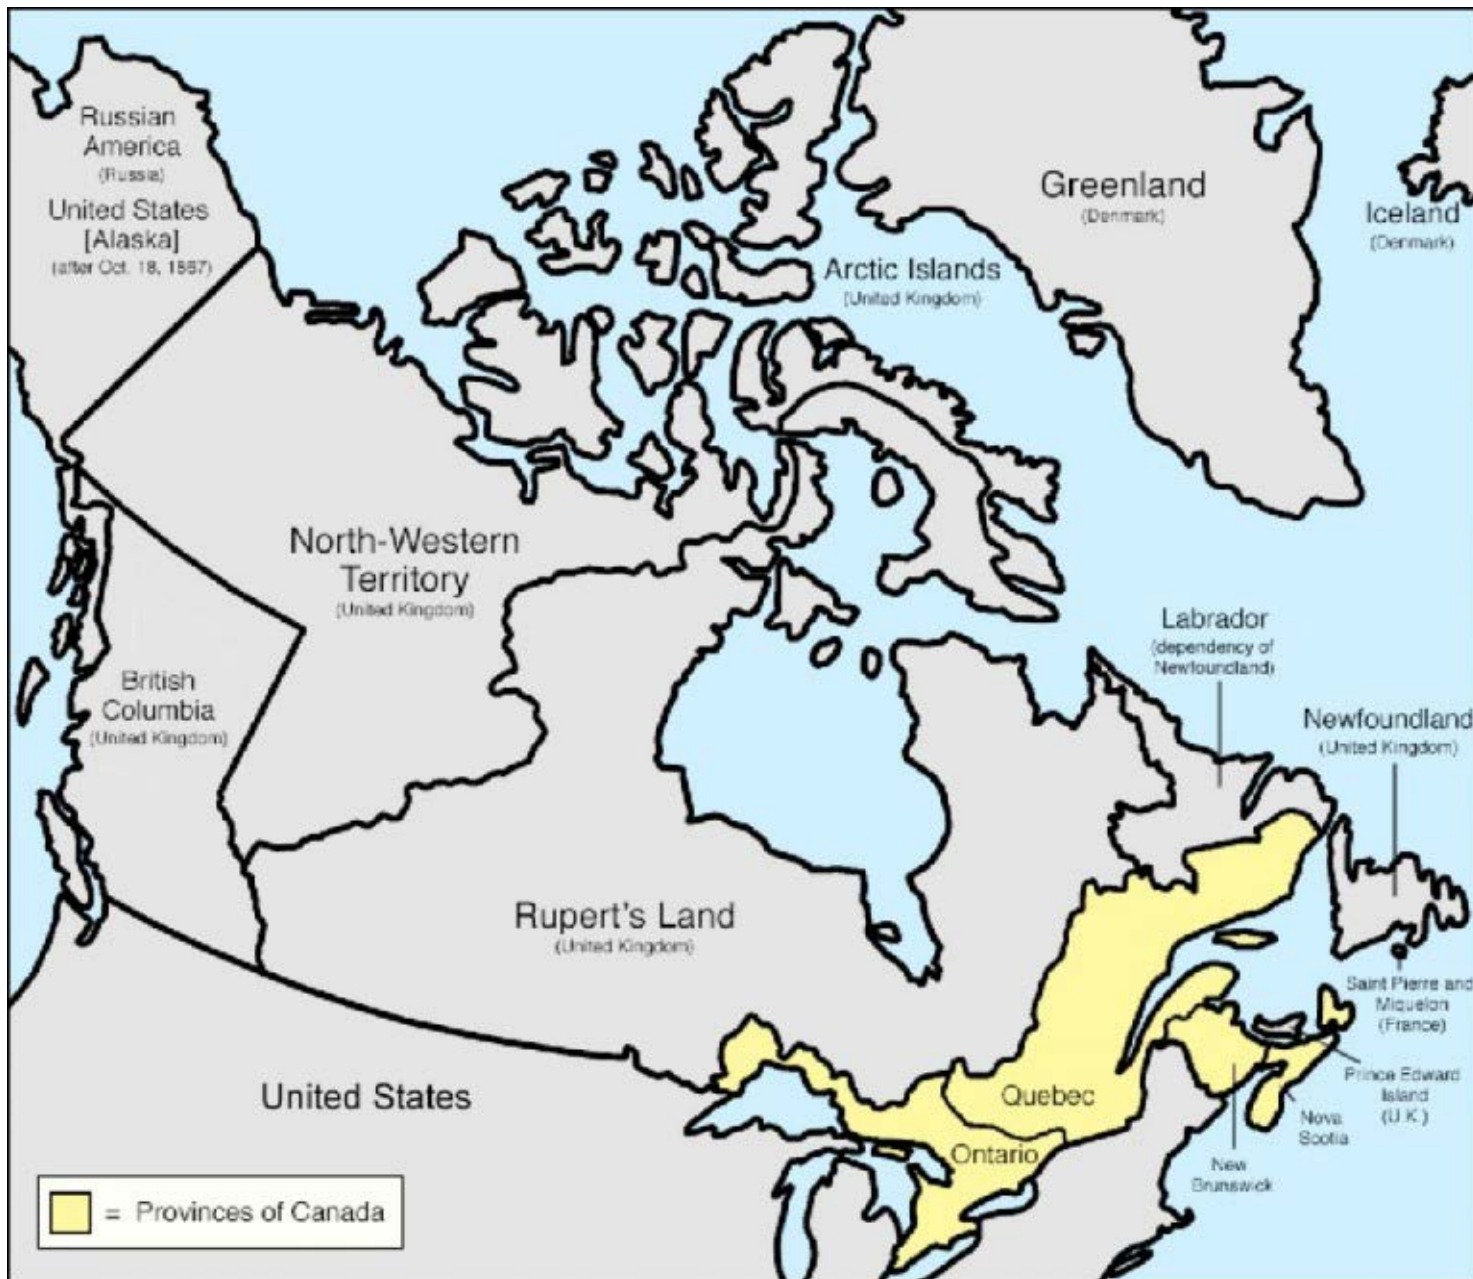 Russian
America
(Russia)
United States
[Alaska]
(after Oct. 18, 1867)
Greenland
(Denmark)
Iceland
(Denmark)
Arctic Islands
(United Kingdom)
North-Western
Territory
(United Kingdom)
British
Columbia
(United Kingdom)
Labrador
(dependency of
Newfoundland)
Newfoundland
(United Kingdom)
Rupert's Land
(United Kingdom)
Saint Pierre and
Miquelon
(France)
Prince Edward
Island
(U.K.)
Nova
Scotia
New
Brunswick
Quebec
Ontario
United States
= Provinces of Canada